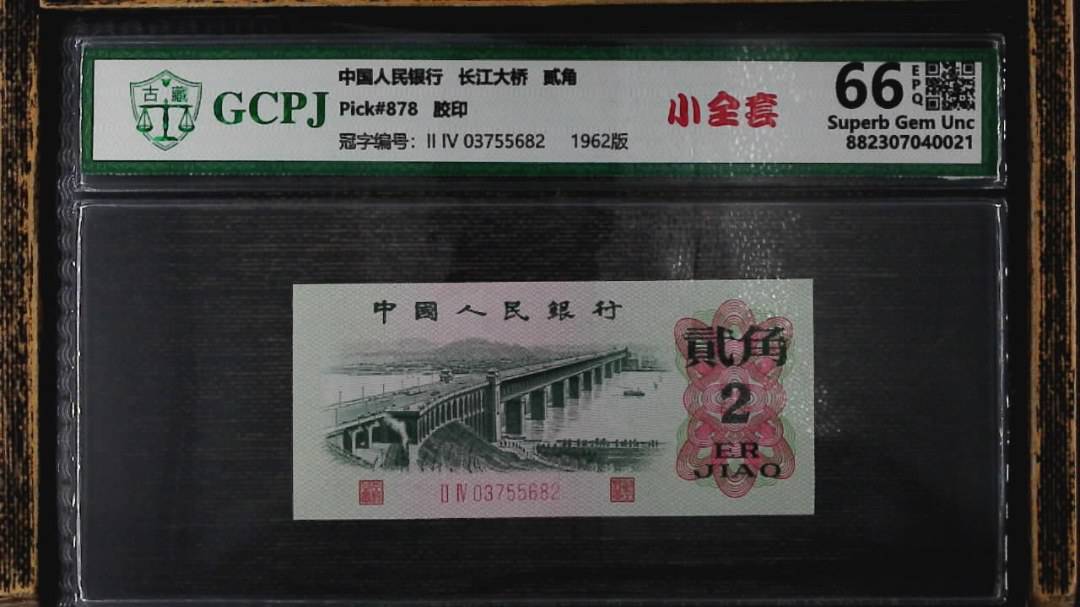 古藏
GCPJ
中国人民银行 长江大桥 贰角
Pick#878 胶印
冠字编号: II IV 03755682 1962版
小全套
66 EPQ
Superb Gem Unc
882307040021
中國人民銀行
貳角
2
ER
JIAO
II IV 03755682